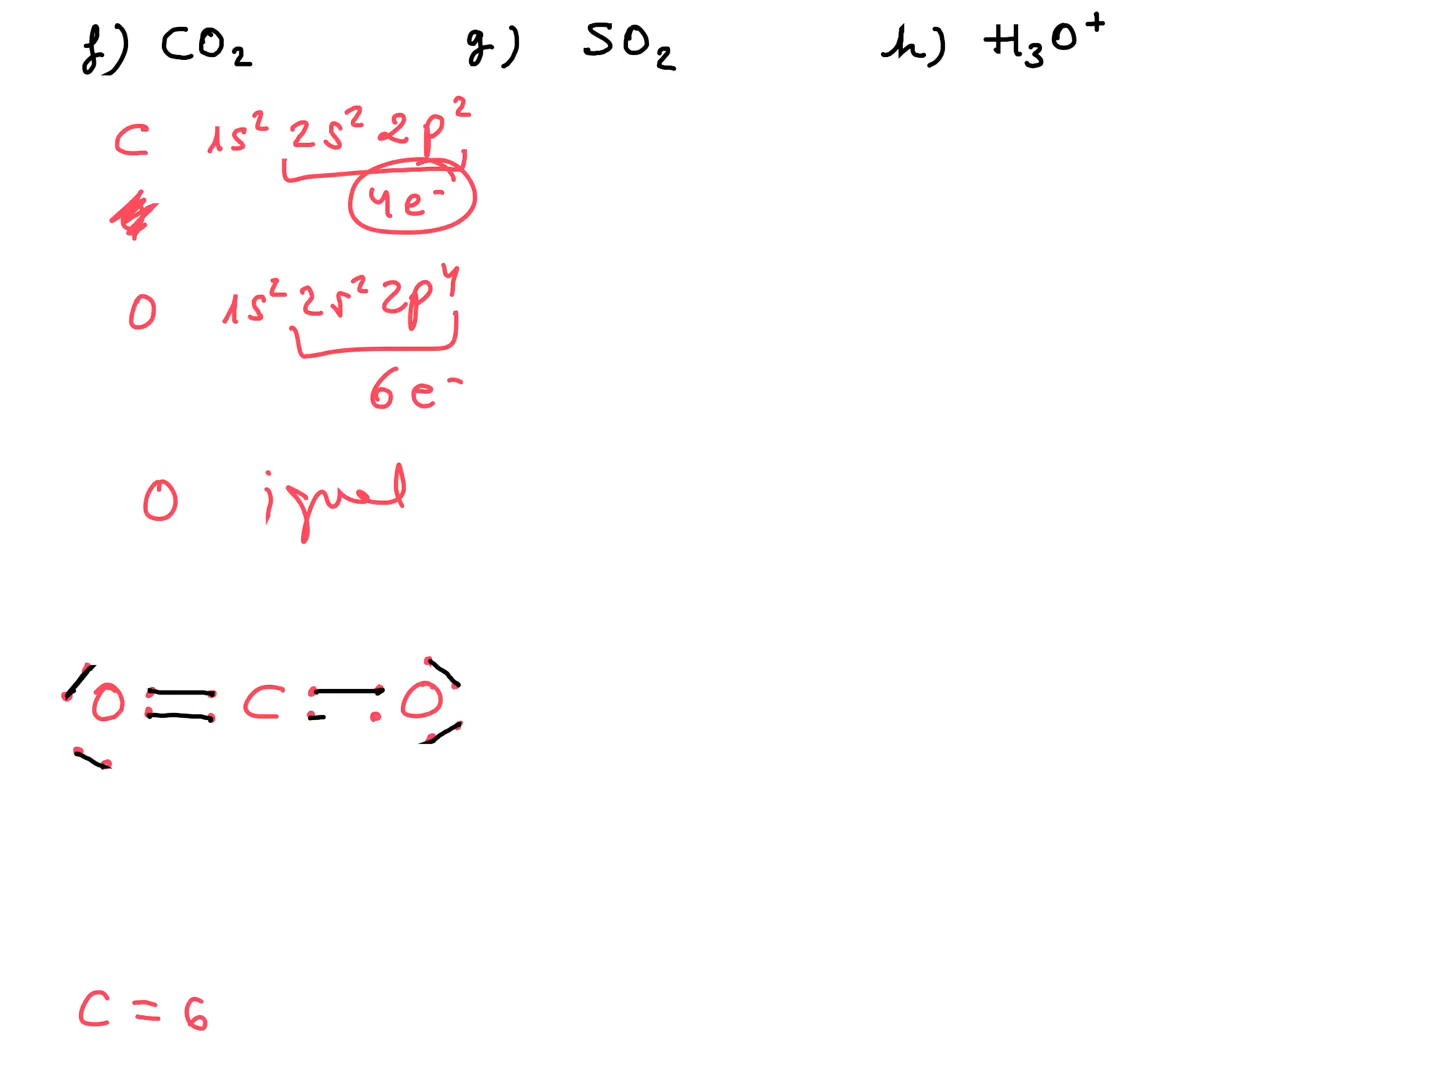 f) CO₂ g) SO₂ h) H₃O⁺
C 1s² 2s² 2p²
4e⁻
O 1s² 2s² 2p⁴
6e⁻
O igual
O = C - O
C = 6